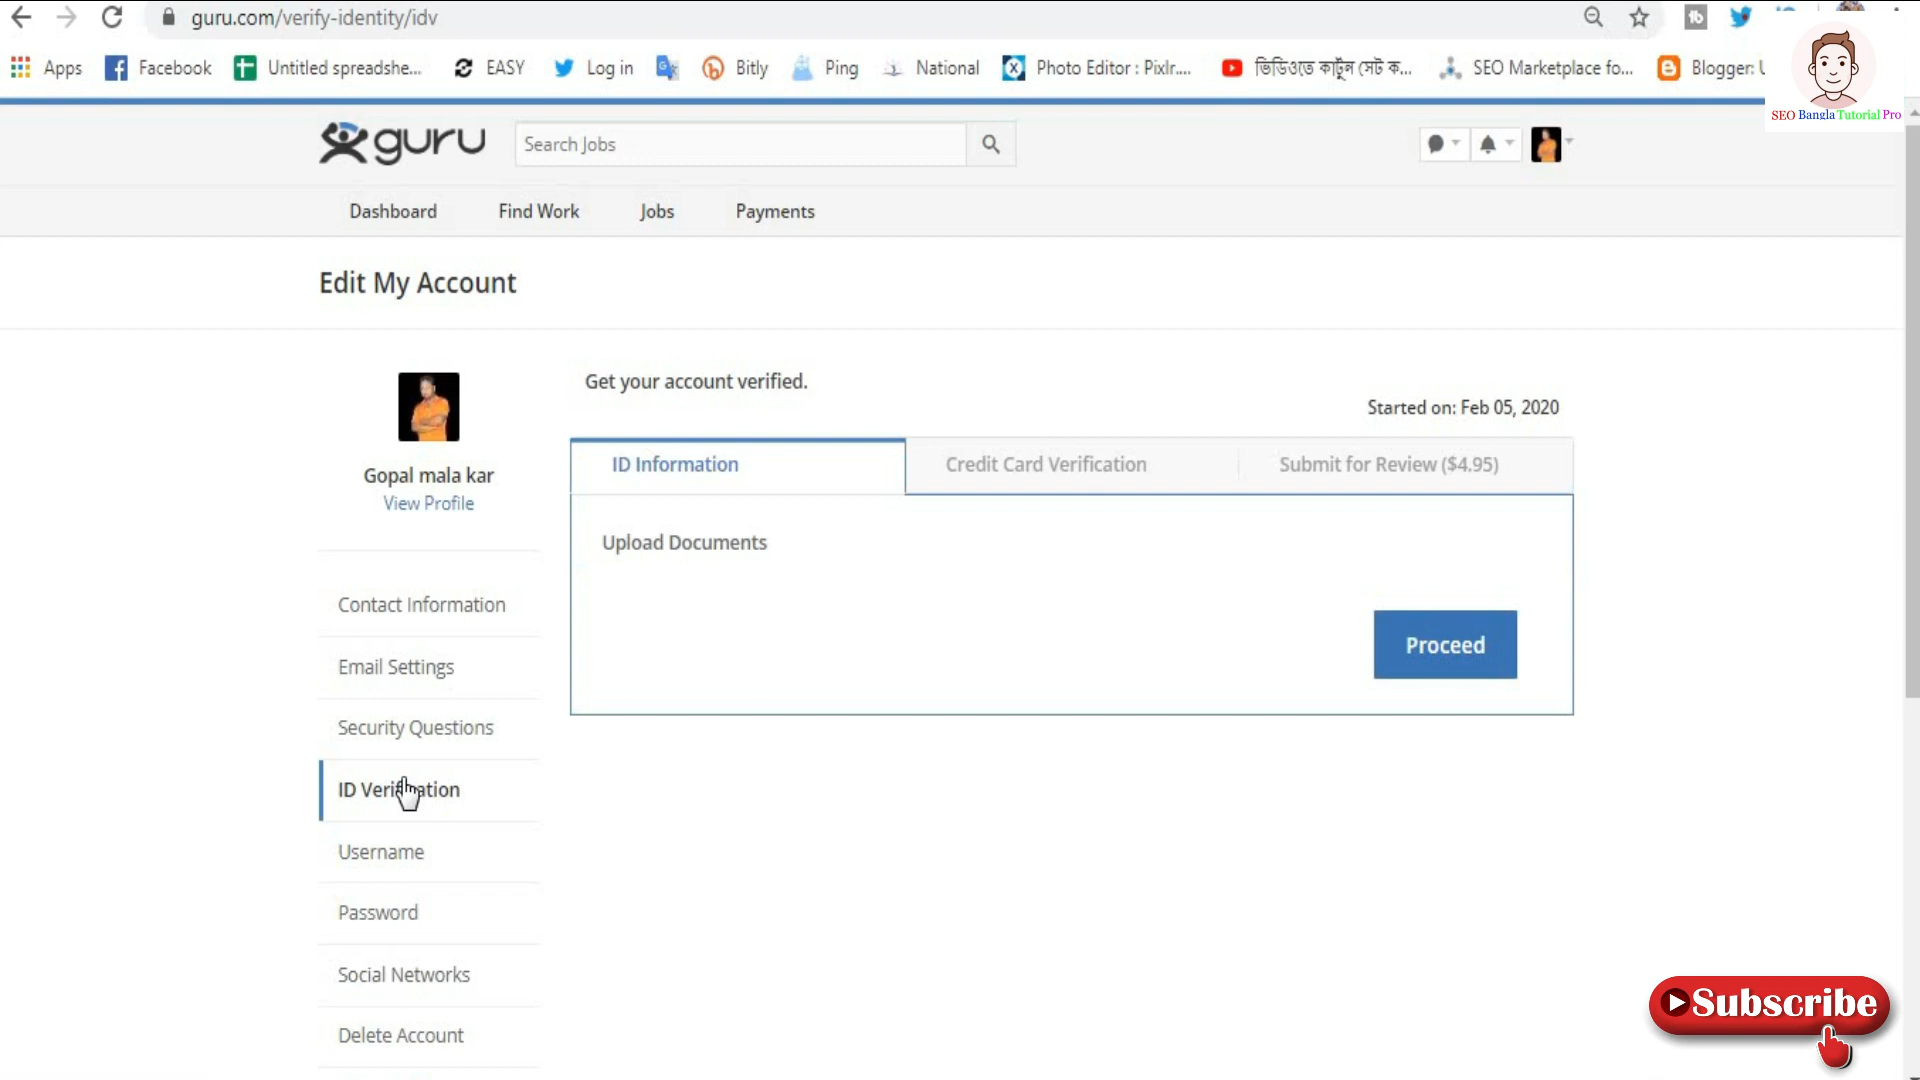 guru.com/verify-identity/idv
Apps Facebook Untitled spreadshe... EASY Log in Bitly Ping National Photo Editor : Pixlr.... ভিডিওতে কার্টুন সেট ক... SEO Marketplace fo... Blogger: U
SEO Bangla Tutorial Pro
guru Search Jobs
Dashboard Find Work Jobs Payments
Edit My Account
Get your account verified.
Started on: Feb 05, 2020
ID Information Credit Card Verification Submit for Review ($4.95)
Gopal mala kar
View Profile
Upload Documents
Proceed
Contact Information
Email Settings
Security Questions
ID Verification
Username
Password
Social Networks
Delete Account
Subscribe